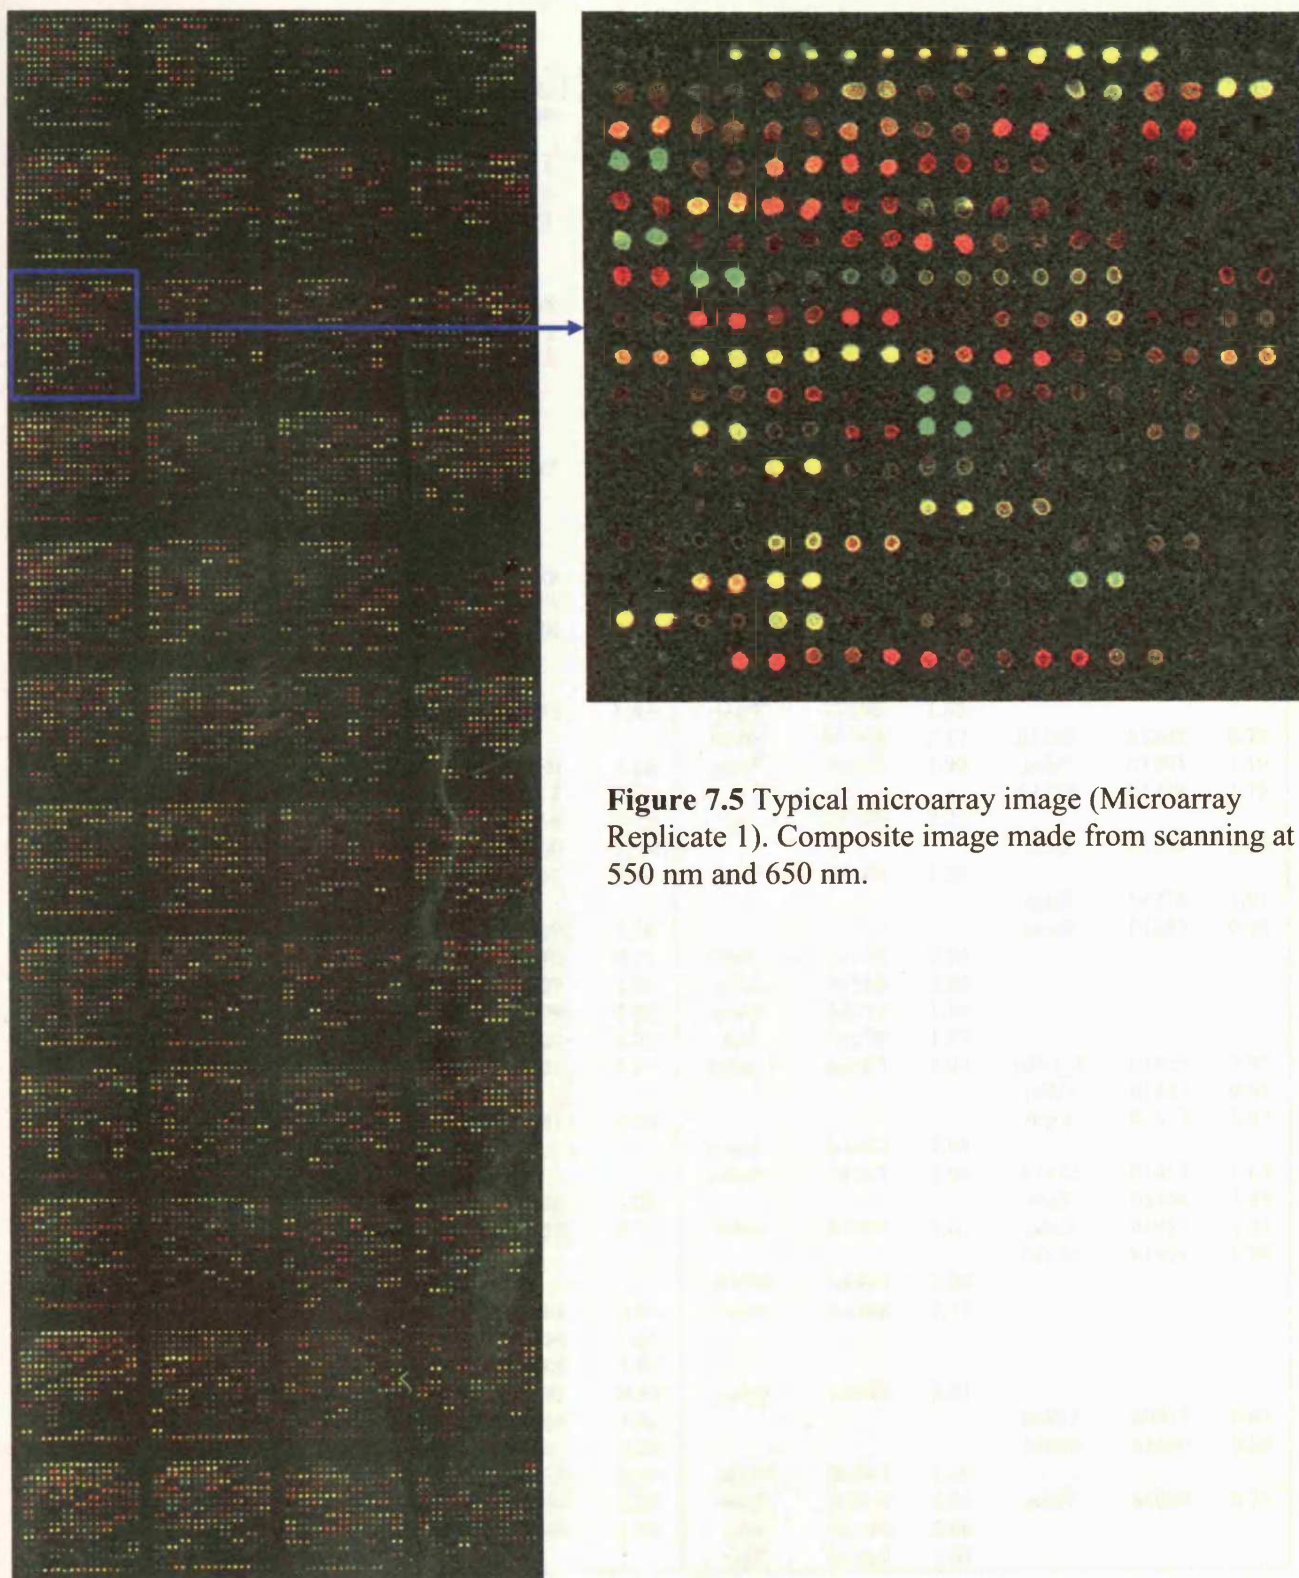 Figure 7.5 Typical microarray image (Microarray
Replicate 1). Composite image made from scanning at
550 nm and 650 nm.